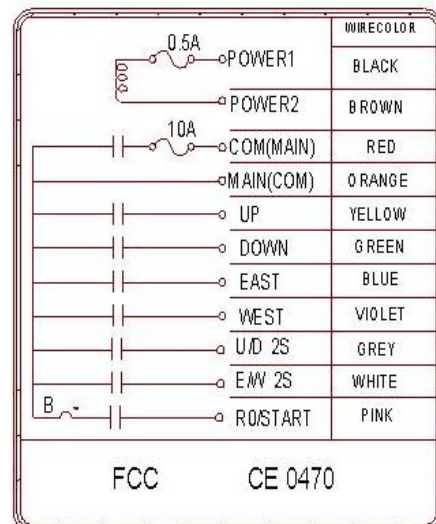 WIRECOLOR
0.5A POWER1 BLACK
POWER2 BROWN
10A COM(MAIN) RED
MAIN(COM) ORANGE
UP YELLOW
DOWN GREEN
EAST BLUE
WEST VIOLET
U/D 2S GREY
E/W 2S WHITE
B R0/START PINK
FCC CE 0470